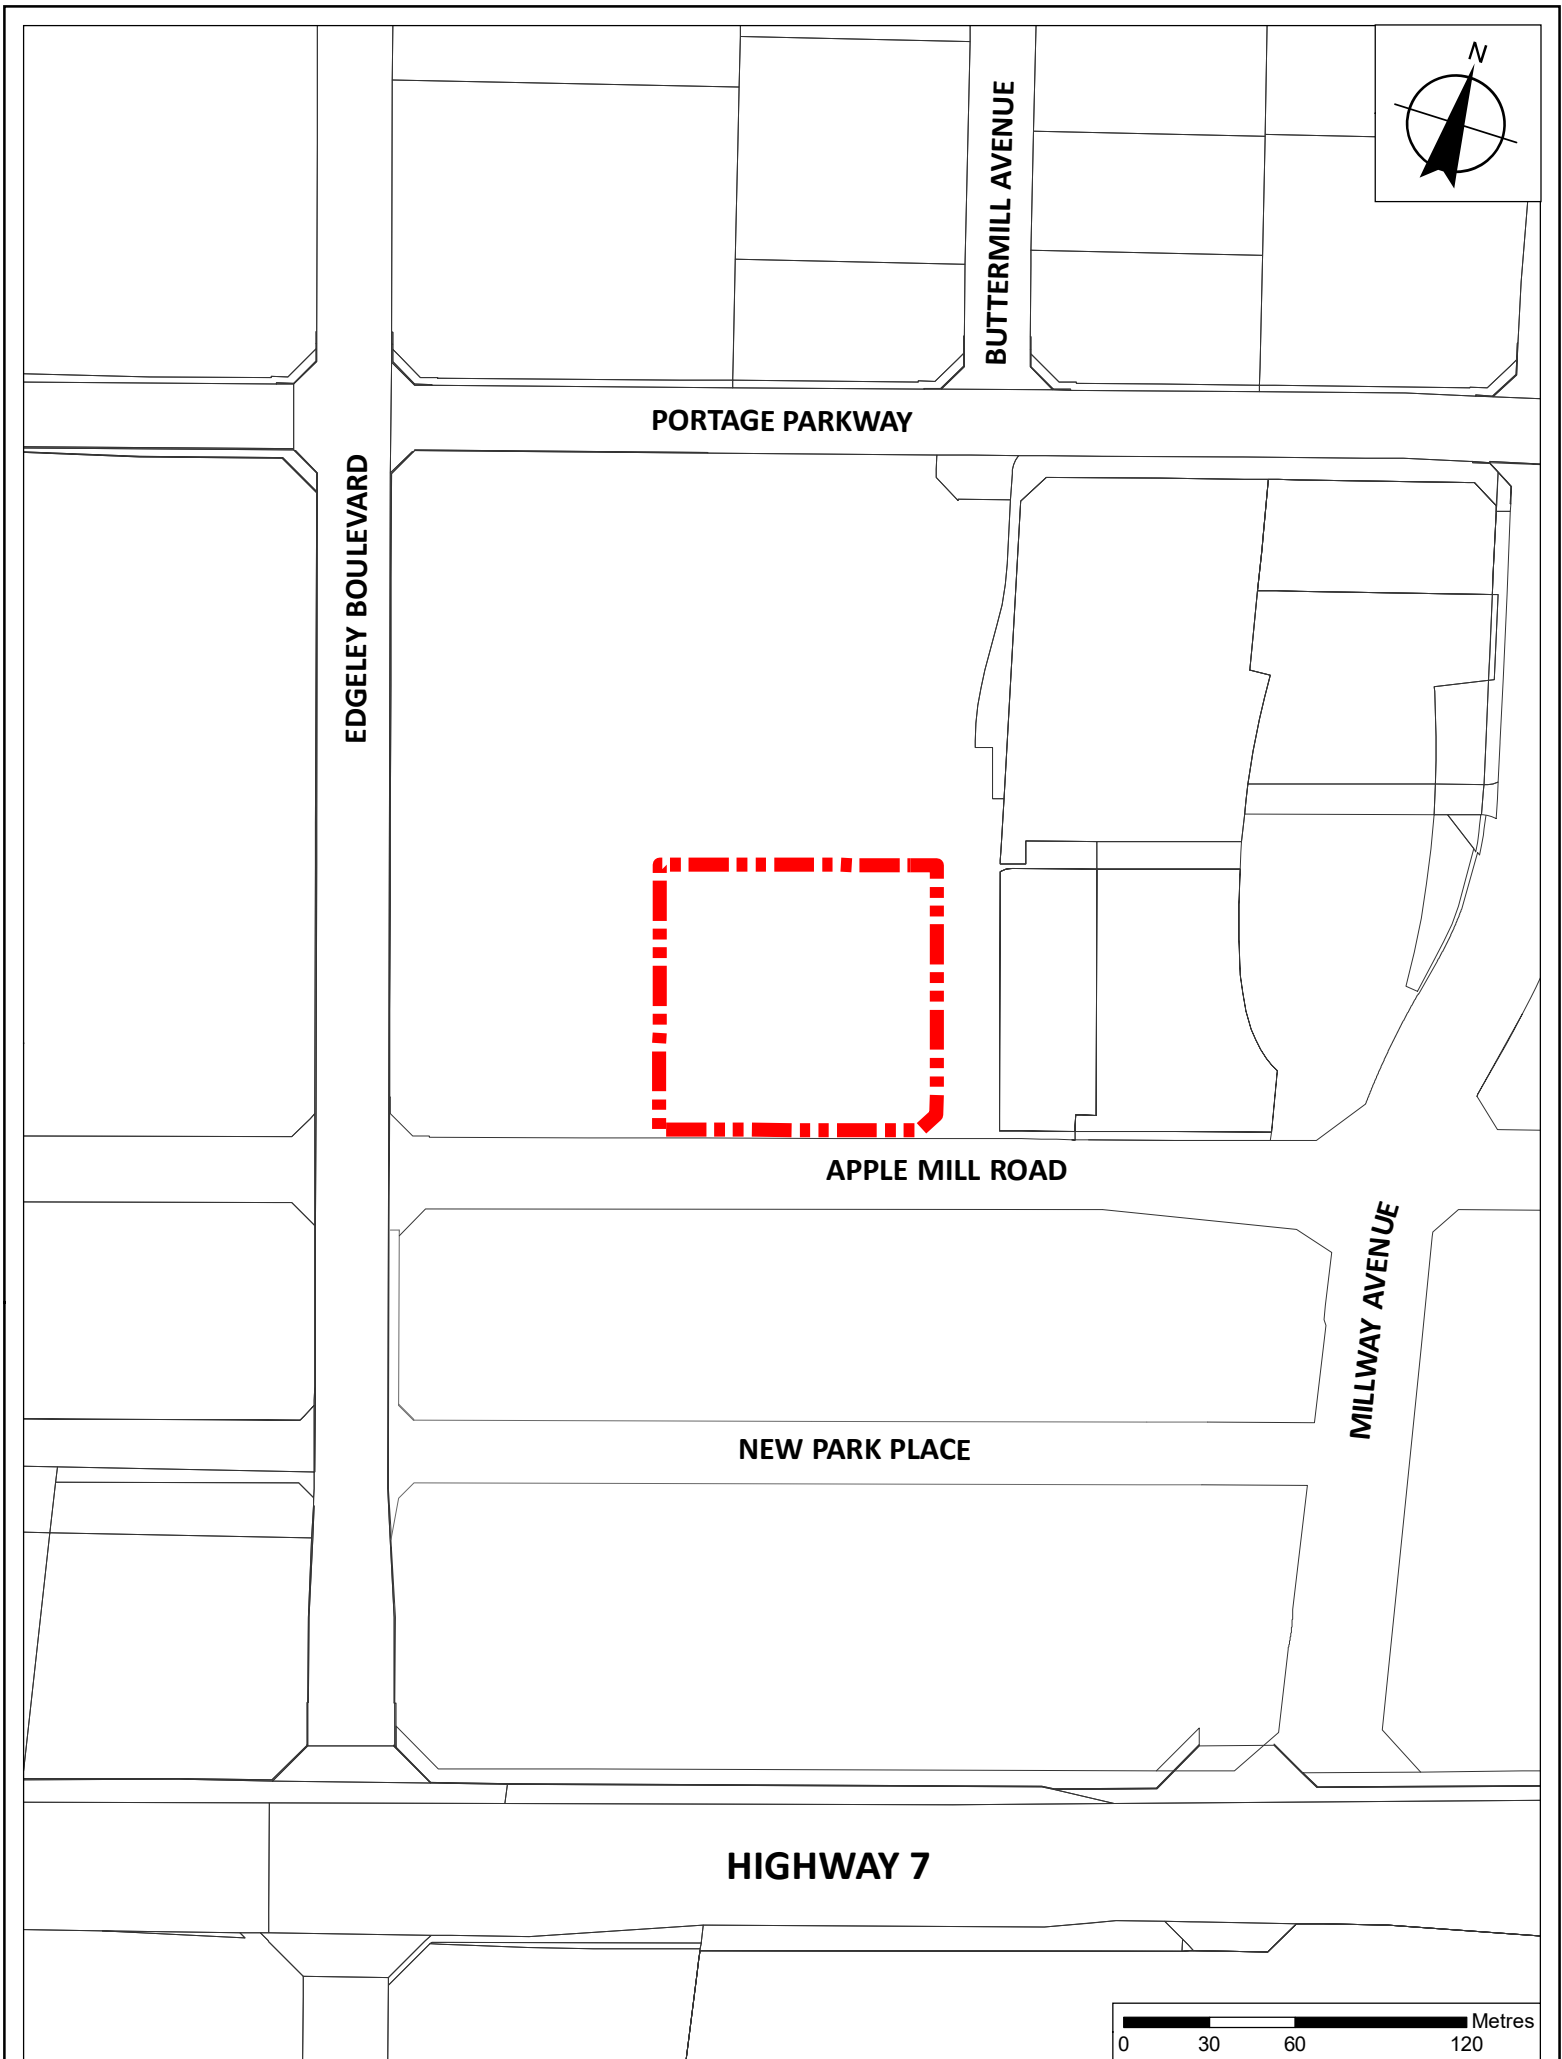 N
BUTTERMILL AVENUE
PORTAGE PARKWAY
EDGELEY BOULEVARD
APPLE MILL ROAD
MILLWAY AVENUE
NEW PARK PLACE
HIGHWAY 7
Metres
0 30 60 120